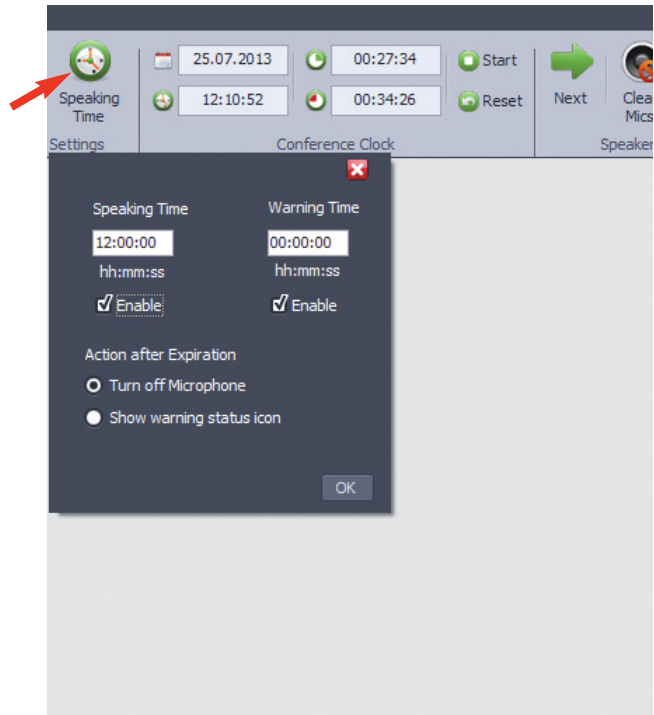 25.07.2013 00:27:34 Start
Speaking Time 12:10:52 00:34:26 Reset Next Clea
Mics
Settings Conference Clock Speaker
Speaking Time Warning Time
12:00:00 00:00:00
hh:mm:ss hh:mm:ss
Enable Enable
Action after Expiration
Turn off Microphone
Show warning status icon
OK